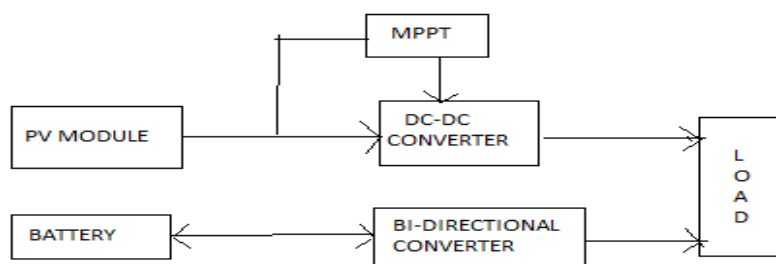 MPPT
PV MODULE
DC-DC
CONVERTER
L
O
A
D
BATTERY
BI-DIRECTIONAL
CONVERTER